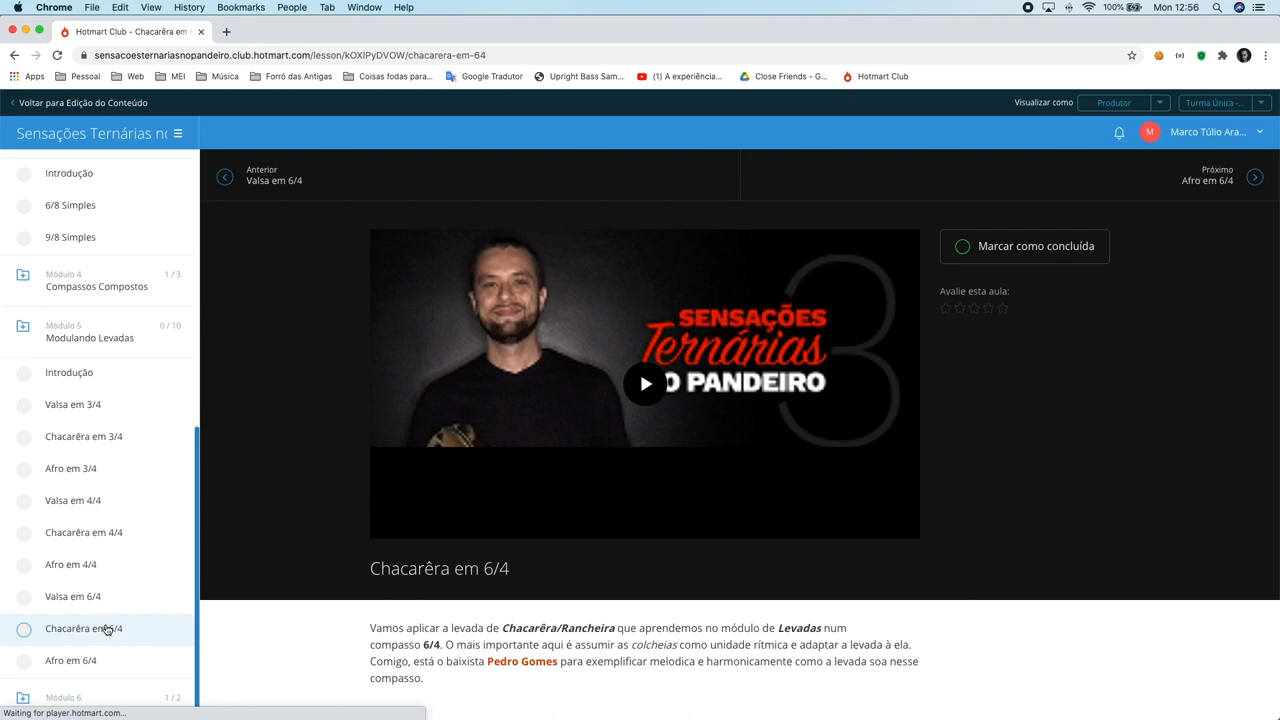 Chrome File Edit View History Bookmarks People Tab Window Help 100% Mon 12:56
Hotmart Club - Chacarêra em
sensacoesternariasnopandeiro.club.hotmart.com/lesson/kOXlPyDVOW/chacarera-em-64
Apps Pessoal Web MEI Música Forró das Antigas Coisas fodas para... Google Tradutor Upright Bass Sam... (1) A experiência... Close Friends - G... Hotmart Club
Voltar para Edição do Conteúdo Visualizar como Produtor Turma Única -...
Sensações Ternárias no M Marco Túlio Ara...
Anterior
Valsa em 6/4
Próximo
Afro em 6/4
Introdução
6/8 Simples
9/8 Simples
Módulo 4 1 / 3
Compassos Compostos
Módulo 5 0 / 10
Modulando Levadas
Introdução
Valsa em 3/4
Chacarêra em 3/4
Afro em 3/4
Valsa em 4/4
Chacarêra em 4/4
Afro em 4/4
Valsa em 6/4
Chacarêra em 6/4
Afro em 6/4
Módulo 6 1 / 2
Waiting for player.hotmart.com...
SENSAÇÕES
Ternárias
NO PANDEIRO
3
Marcar como concluída
Avalie esta aula:
Chacarêra em 6/4
Vamos aplicar a levada de Chacarêra/Rancheira que aprendemos no módulo de Levadas num
compasso 6/4. O mais importante aqui é assumir as colcheias como unidade rítmica e adaptar a levada à ela.
Comigo, está o baixista Pedro Gomes para exemplificar melodica e harmonicamente como a levada soa nesse
compasso.